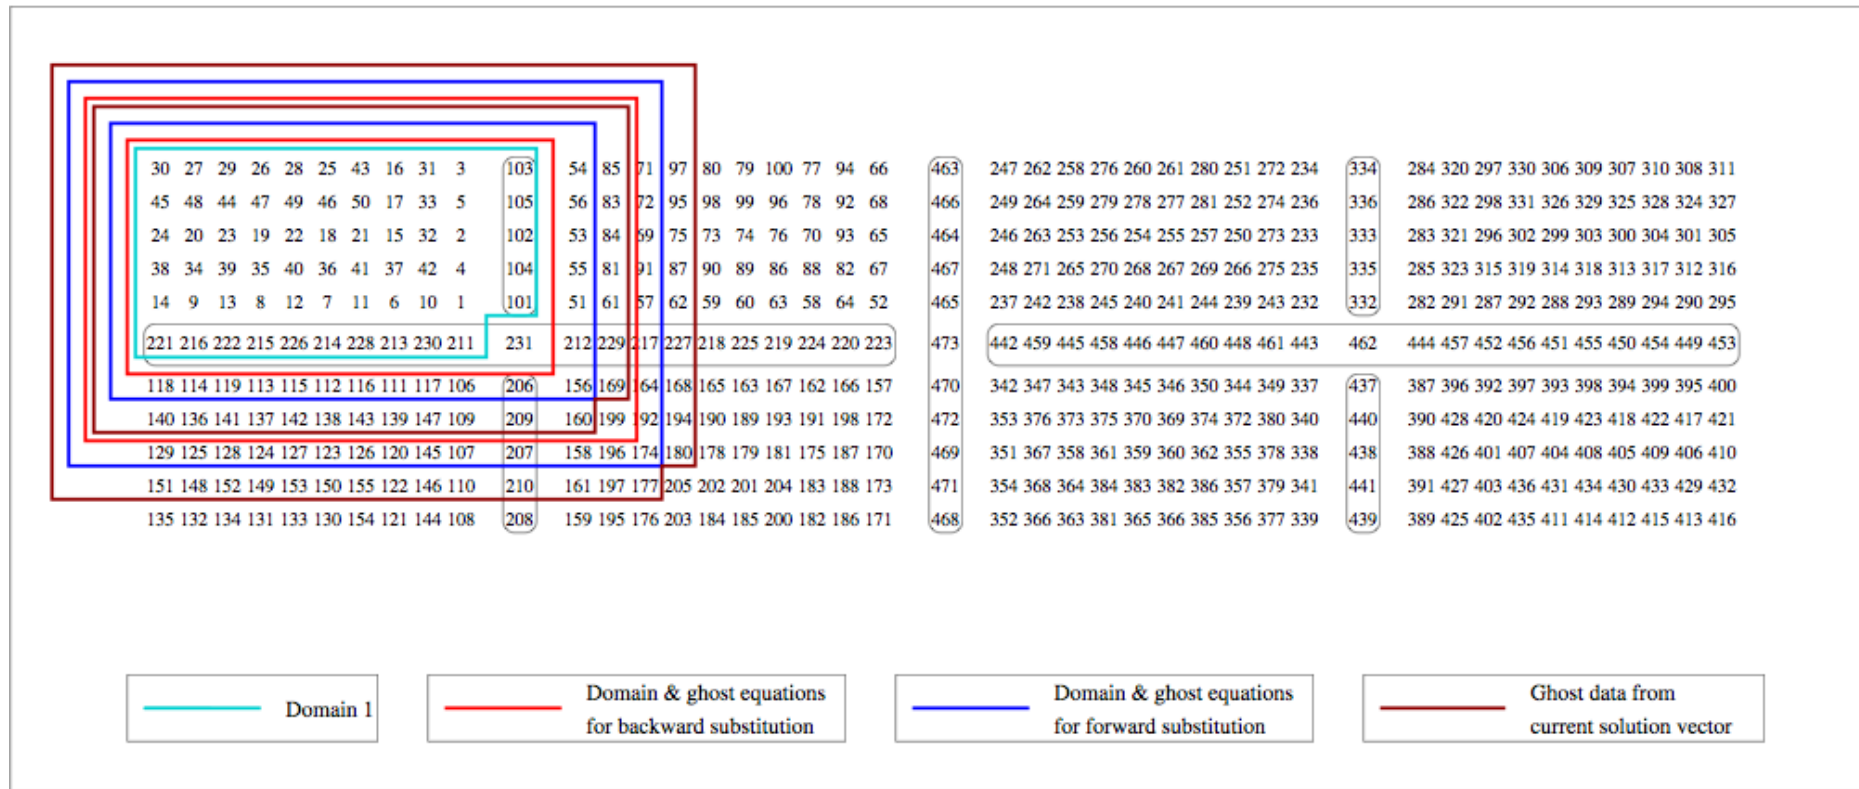 30 27 29 26 28 25 43 16 31 3 103 54 85 71 97 80 79 100 77 94 66 463 247 262 258 276 260 261 280 251 272 234 334 284 320 297 330 306 309 307 310 308 311
45 48 44 47 49 46 50 17 33 5 105 56 83 72 95 98 99 96 78 92 68 466 249 264 259 279 278 277 281 252 274 236 336 286 322 298 331 326 329 325 328 324 327
24 20 23 19 22 18 21 15 32 2 102 53 84 69 75 73 74 76 70 93 65 464 246 263 253 256 254 255 257 250 273 233 333 283 321 296 302 299 303 300 304 301 305
38 34 39 35 40 36 41 37 42 4 104 55 81 91 87 90 89 86 88 82 67 467 248 271 265 270 268 267 269 266 275 235 335 285 323 315 319 314 318 313 317 312 316
14 9 13 8 12 7 11 6 10 1 101 51 61 57 62 59 60 63 58 64 52 465 237 242 238 245 240 241 244 239 243 232 332 282 291 287 292 288 293 289 294 290 295
221 216 222 215 226 214 228 213 230 211 231 212 229 217 227 218 225 219 224 220 223 473 442 459 445 458 446 447 460 448 461 443 462 444 457 452 456 451 455 450 454 449 453
118 114 119 113 115 112 116 111 117 106 206 156 169 164 168 165 163 167 162 166 157 470 342 347 343 348 345 346 350 344 349 337 437 387 396 392 397 393 398 394 399 395 400
140 136 141 137 142 138 143 139 147 109 209 160 199 192 194 190 189 193 191 198 172 472 353 376 373 375 370 369 374 372 380 340 440 390 428 420 424 419 423 418 422 417 421
129 125 128 124 127 123 126 120 145 107 207 158 196 174 180 178 179 181 175 187 170 469 351 367 358 361 359 360 362 355 378 338 438 388 426 401 407 404 408 405 409 406 410
151 148 152 149 153 150 155 122 146 110 210 161 197 177 205 202 201 204 183 188 173 471 354 368 364 384 383 382 386 357 379 341 441 391 427 403 436 431 434 430 433 429 432
135 132 134 131 133 130 154 121 144 108 208 159 195 176 203 184 185 200 182 186 171 468 352 366 363 381 365 366 385 356 377 339 439 389 425 402 435 411 414 412 415 413 416
Domain 1
Domain & ghost equations
for backward substitution
Domain & ghost equations
for forward substitution
Ghost data from
current solution vector